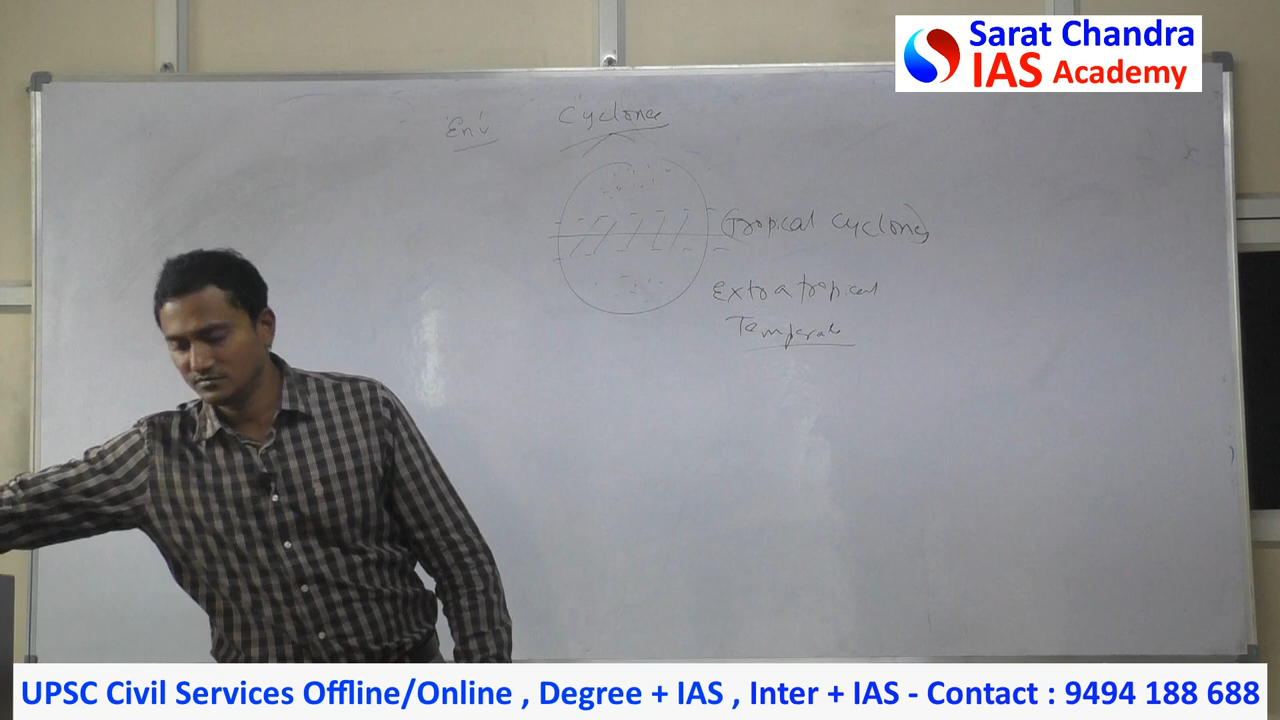 Sarat Chandra
IAS Academy
Env
Cyclones
Tropical Cyclones
Extratropical
Temperate
UPSC Civil Services Offline/Online , Degree + IAS , Inter + IAS - Contact : 9494 188 688